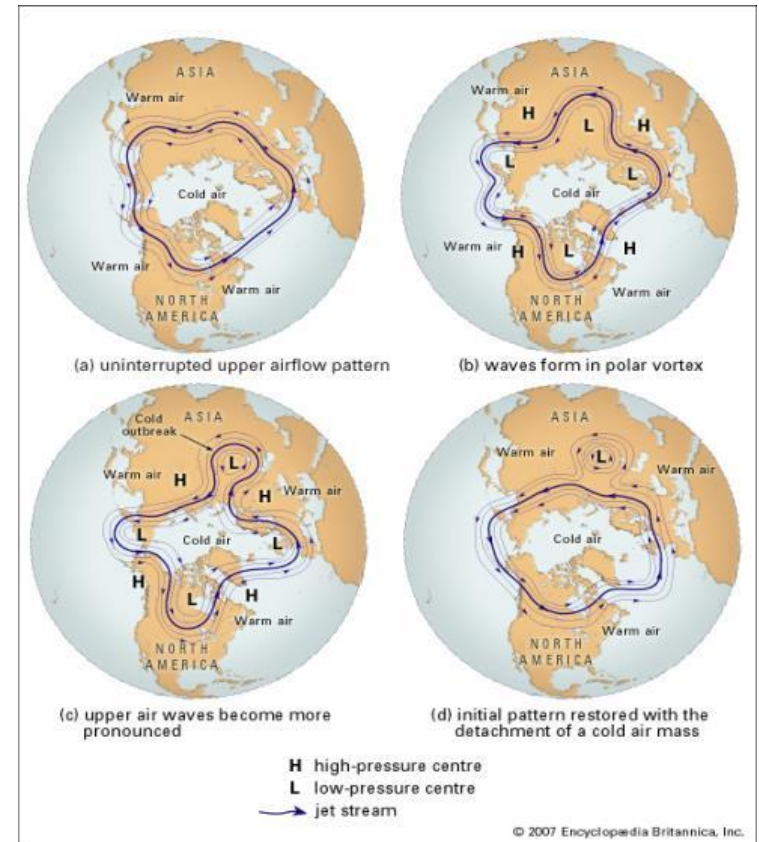 ASIA
Warm air
Cold air
Warm air
Warm air
NORTH
AMERICA
(a) uninterrupted upper airflow pattern
ASIA
Warm air
H
L
H
L
L
Cold air
Warm air
H
L
H
Warm air
NORTH
AMERICA
(b) waves form in polar vortex
ASIA
Cold
outbreak
L
Warm air
H
H
Warm air
L
Cold air
L
H
L
H
Warm air
NORTH
AMERICA
(c) upper air waves become more
pronounced
ASIA
Warm air
L
Warm air
Cold air
Warm air
NORTH
AMERICA
(d) initial pattern restored with the
detachment of a cold air mass
H high-pressure centre
L low-pressure centre
jet stream
© 2007 Encyclopædia Britannica, Inc.